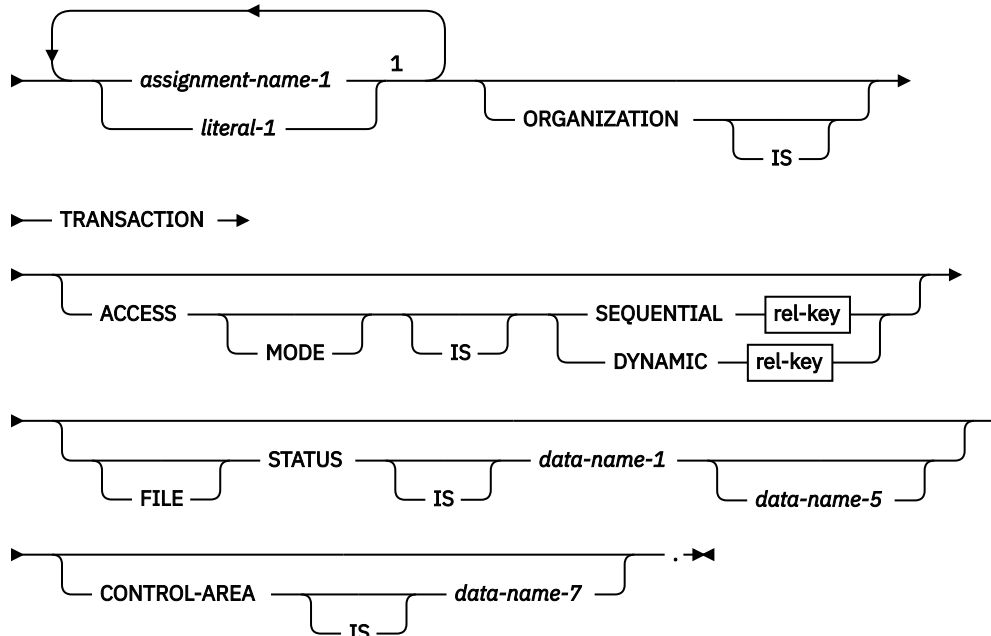 1
assignment-name-1
literal-1
ORGANIZATION
IS
TRANSACTION
ACCESS
MODE
IS
SEQUENTIAL rel-key
DYNAMIC rel-key
FILE
STATUS
IS
data-name-1
data-name-5
CONTROL-AREA
IS
data-name-7
.